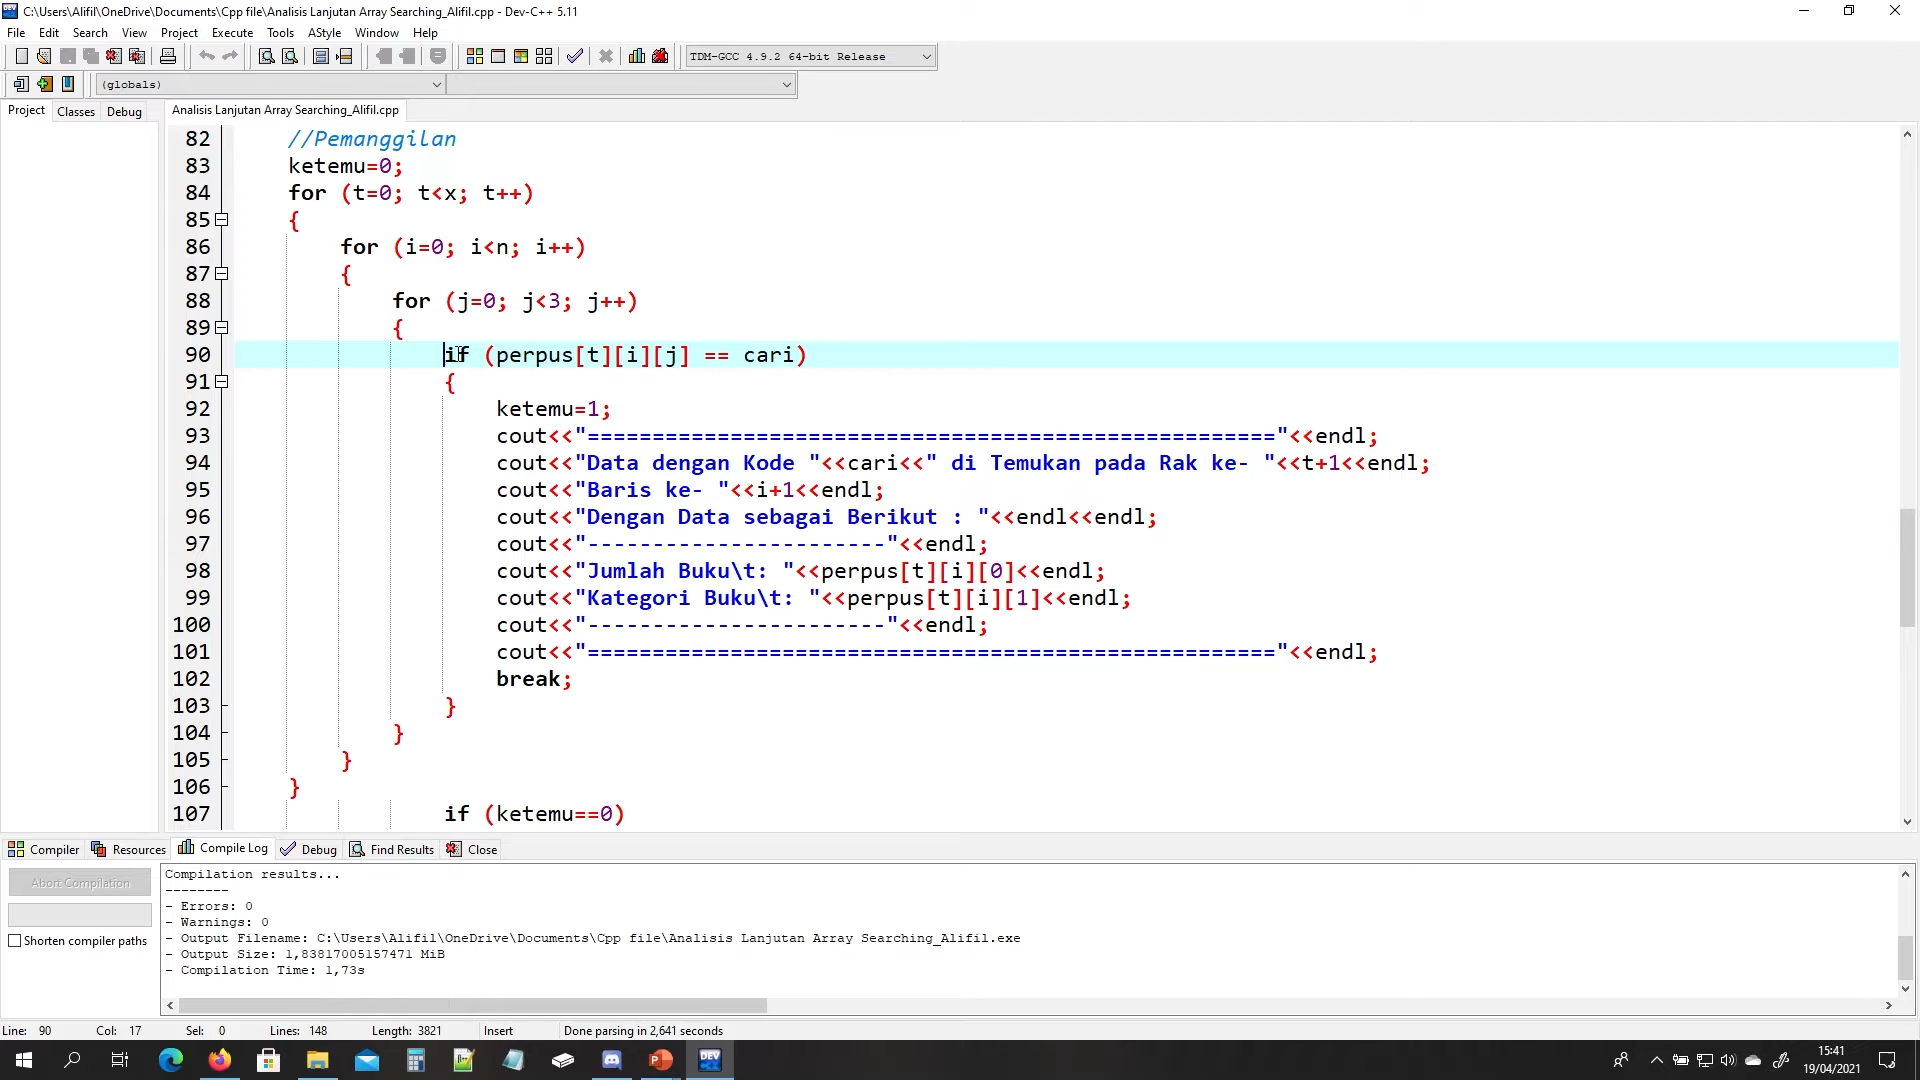 C:\Users\Alifil\OneDrive\Documents\Cpp file\Analisis Lanjutan Array Searching_Alifil.cpp - Dev-C++ 5.11
File Edit Search View Project Execute Tools AStyle Window Help
TDM-GCC 4.9.2 64-bit Release
(globals)
Project Classes Debug
Analisis Lanjutan Array Searching_Alifil.cpp
82 //Pemanggilan
83 ketemu=0;
84 for (t=0; t<x; t++)
85 {
86 for (i=0; i<n; i++)
87 {
88 for (j=0; j<3; j++)
89 {
90 if (perpus[t][i][j] == cari)
91 {
92 ketemu=1;
93 cout<<"====================================================="<<endl;
94 cout<<"Data dengan Kode "<<cari<<" di Temukan pada Rak ke- "<<t+1<<endl;
95 cout<<"Baris ke- "<<i+1<<endl;
96 cout<<"Dengan Data sebagai Berikut : "<<endl<<endl;
97 cout<<"-----------------------"<<endl;
98 cout<<"Jumlah Buku\t: "<<perpus[t][i][0]<<endl;
99 cout<<"Kategori Buku\t: "<<perpus[t][i][1]<<endl;
100 cout<<"-----------------------"<<endl;
101 cout<<"====================================================="<<endl;
102 break;
103 }
104 }
105 }
106 }
107 if (ketemu==0)
Compiler Resources Compile Log Debug Find Results Close
Abort Compilation
Shorten compiler paths
Compilation results...
--------
- Errors: 0
- Warnings: 0
- Output Filename: C:\Users\Alifil\OneDrive\Documents\Cpp file\Analisis Lanjutan Array Searching_Alifil.exe
- Output Size: 1,83817005157471 MiB
- Compilation Time: 1,73s
Line: 90 Col: 17 Sel: 0 Lines: 148 Length: 3821 Insert Done parsing in 2,641 seconds
DEV
15:41
19/04/2021